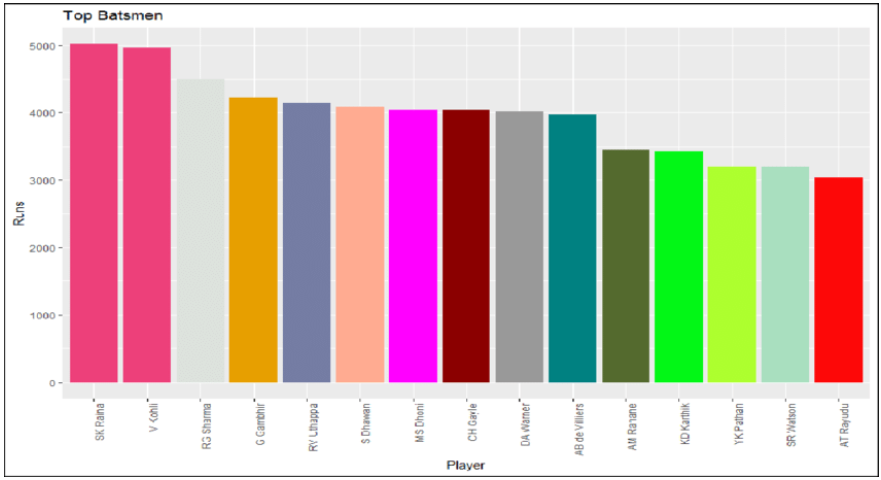 Top Batsmen
5000
4000
3000
2000
1000
0
Runs
SK Raina
V Kohli
RG Sharma
G Gambhir
RV Uthappa
S Dhawan
MS Dhoni
CH Gayle
DA Warner
AB de Villiers
AM Rahane
KD Karthik
YK Pathan
SR Watson
AT Rayudu
Player